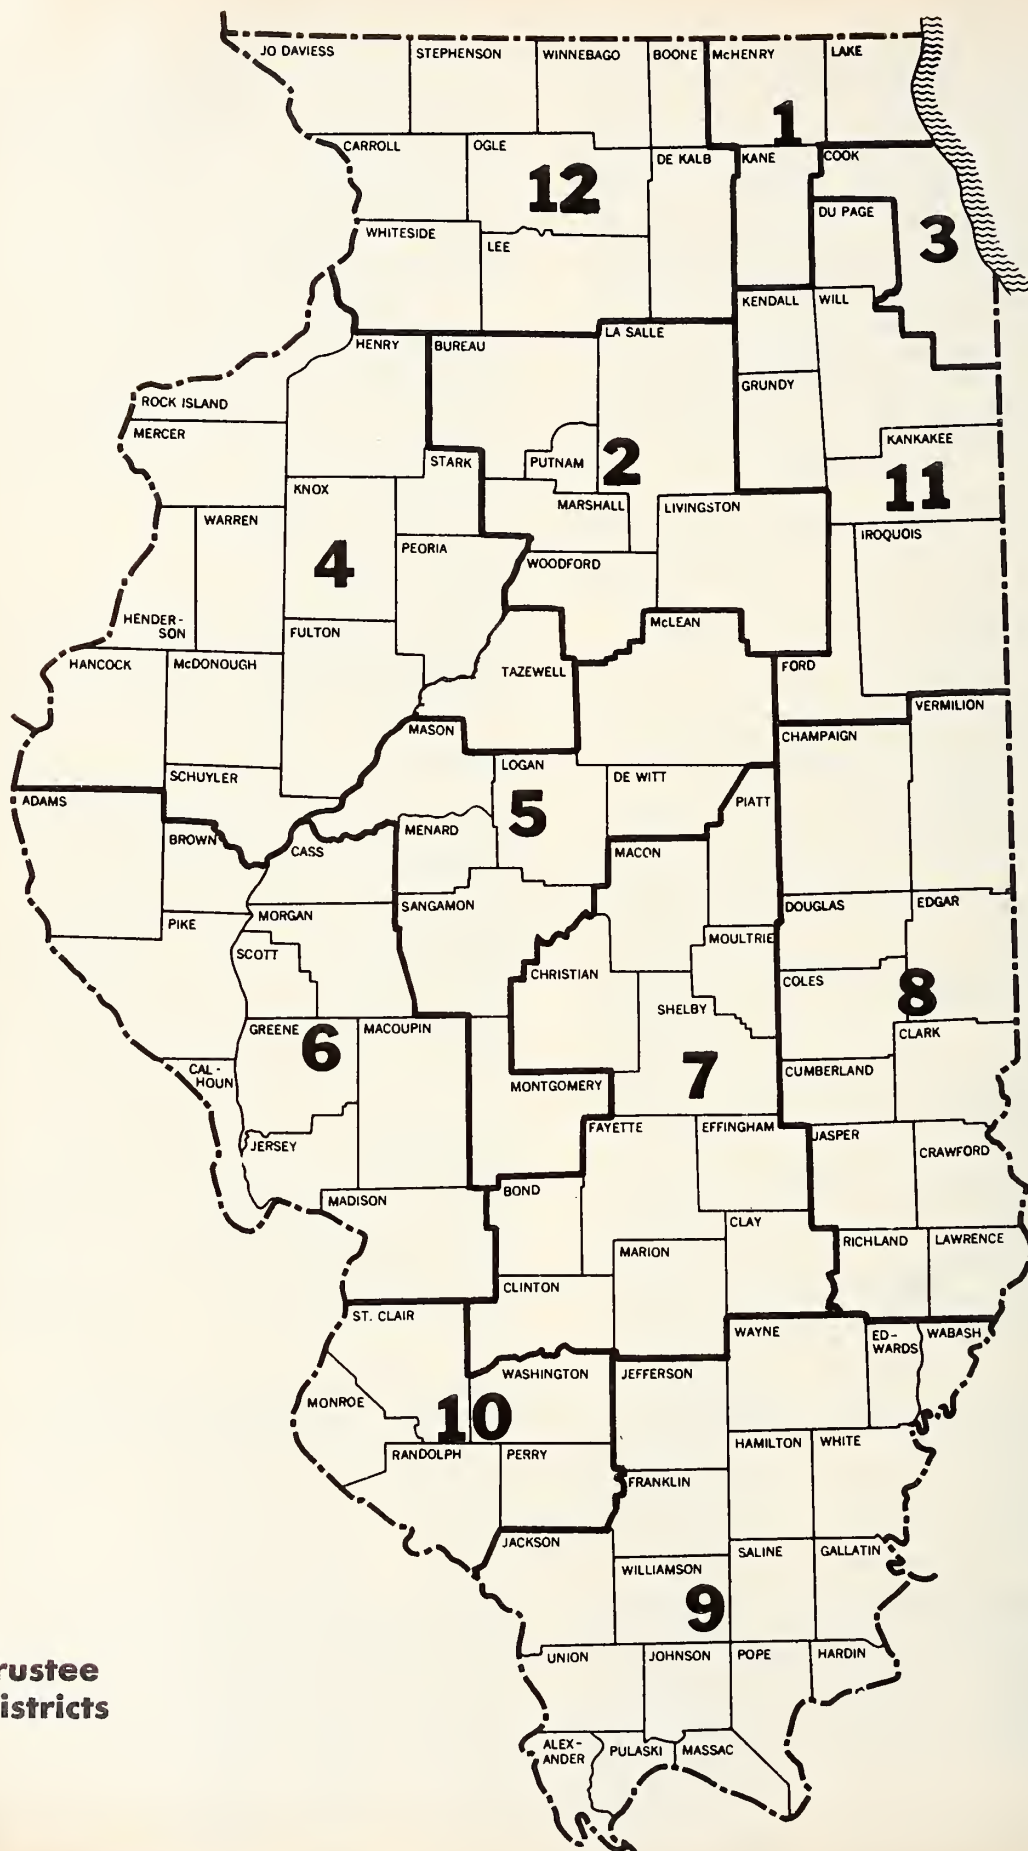 JO DAVIESS
STEPHENSON
WINNEBAGO
BOONE
McHENRY
LAKE
1
CARROLL
OGLE
DE KALB
KANE
COOK
12
DU PAGE
3
WHITESIDE
LEE
KENDALL
WILL
HENRY
BUREAU
LA SALLE
GRUNDY
ROCK ISLAND
MERCER
KANKAKEE
STARK
PUTNAM
2
11
KNOX
MARSHALL
LIVINGSTON
WARREN
IROQUOIS
PEORIA
4
WOODFORD
HENDER-
SON
FULTON
McLEAN
HANCOCK
McDONOUGH
TAZEWELL
FORD
VERMILION
MASON
CHAMPAIGN
LOGAN
SCHUYLER
DE WITT
ADAMS
PIATT
5
BROWN
CASS
MENARD
MACON
PIKE
MORGAN
SANGAMON
DOUGLAS
EDGAR
SCOTT
MOULTRIE
CHRISTIAN
COLES
8
SHELBY
GREENE
MACOUPIN
CLARK
6
CAL-
HOUN
7
CUMBERLAND
MONTGOMERY
JERSEY
FAYETTE
EFFINGHAM
JASPER
CRAWFORD
MADISON
BOND
CLAY
RICHLAND
LAWRENCE
MARION
CLINTON
ST. CLAIR
WAYNE
ED-
WARDS
WABASH
WASHINGTON
JEFFERSON
MONROE
10
RANDOLPH
PERRY
HAMILTON
WHITE
FRANKLIN
JACKSON
SALINE
GALLATIN
WILLIAMSON
9
UNION
JOHNSON
POPE
HARDIN
rustee
istricts
ALEX-
ANDER
PULASKI
MASSAC